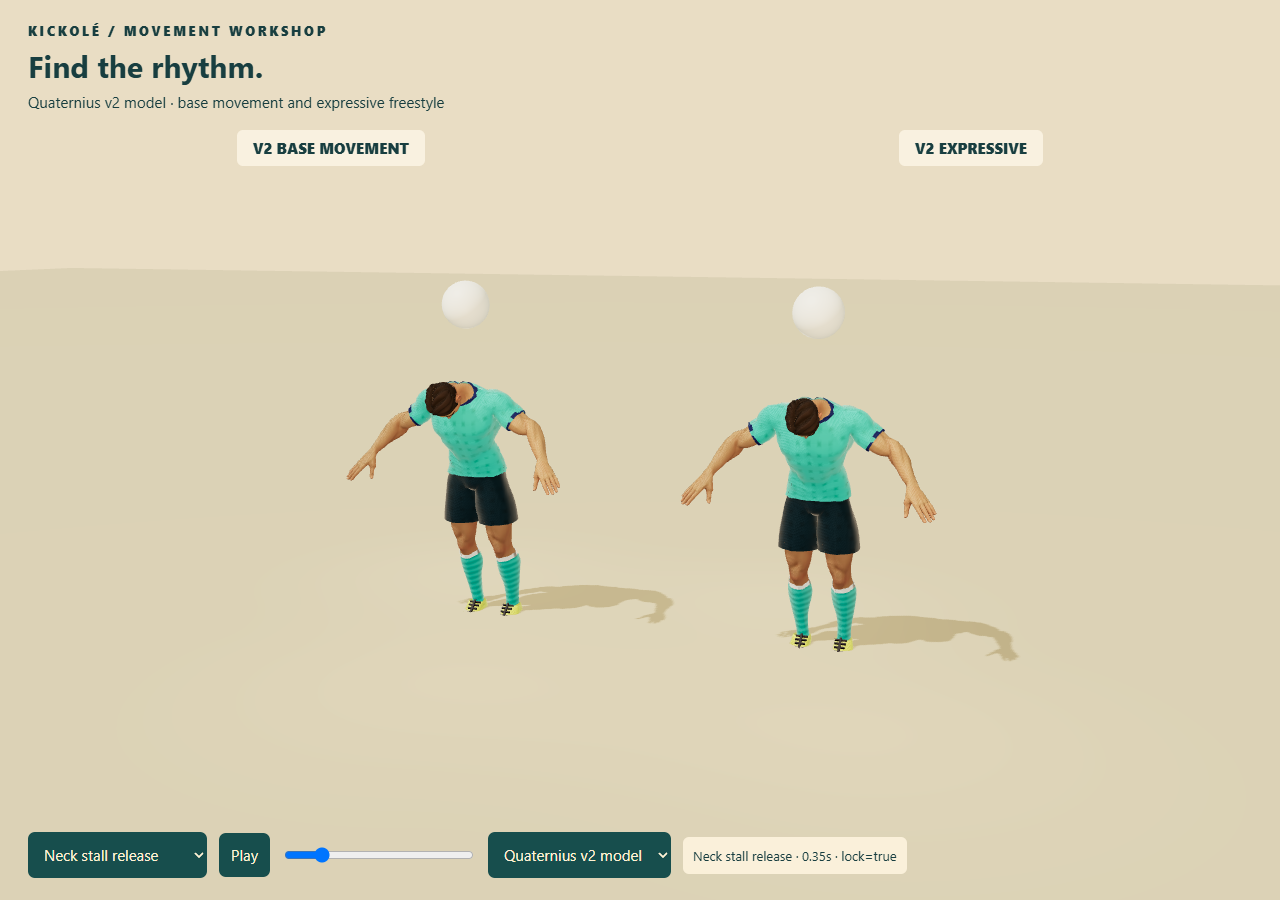 KICKOLÉ / MOVEMENT WORKSHOP
Find the rhythm.
Quaternius v2 model · base movement and expressive freestyle
V2 BASE MOVEMENT
V2 EXPRESSIVE
Neck stall release
Play
Quaternius v2 model
Neck stall release · 0.35s · lock=true